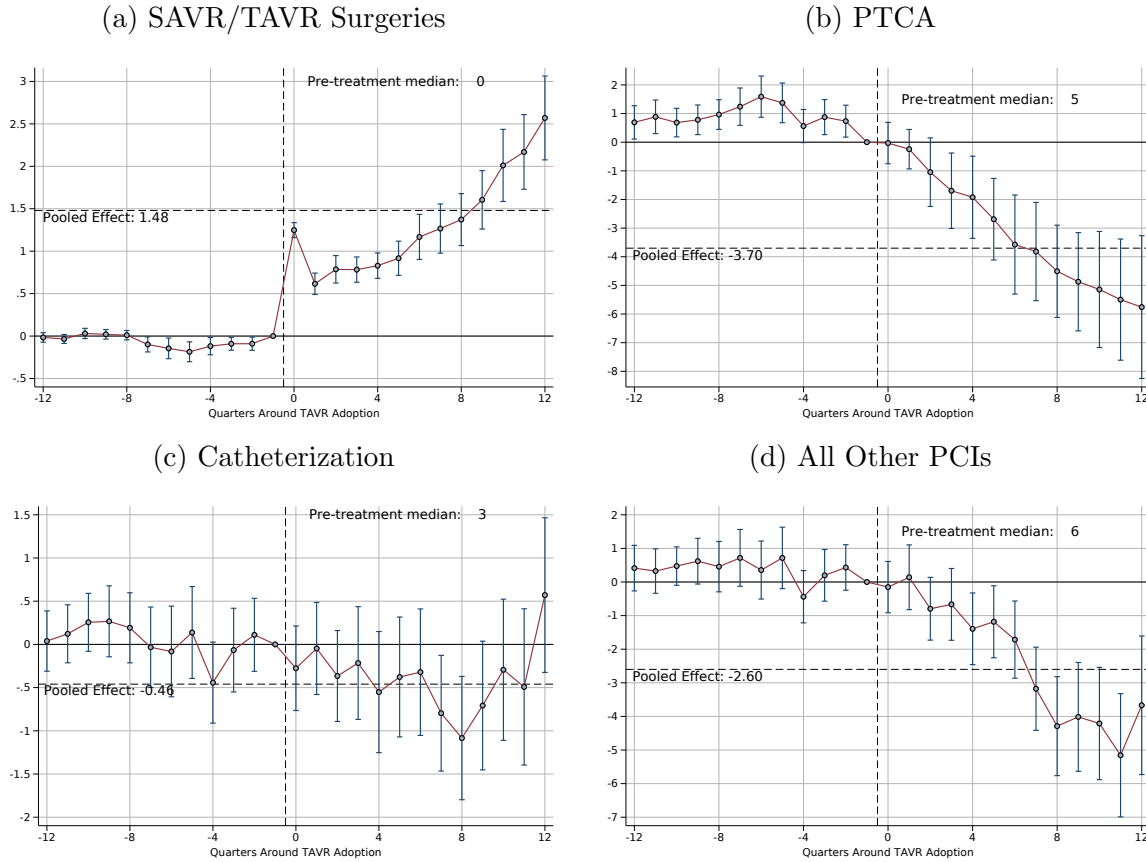 (a) SAVR/TAVR Surgeries
Pre-treatment median: 0
3
2.5
2
1.5
Pooled Effect: 1.48
1
.5
0
-.5
-12 -8 -4 0 4 8 12
Quarters Around TAVR Adoption
(b) PTCA
Pre-treatment median: 5
2
1
0
-1
-2
-3
Pooled Effect: -3.70
-4
-5
-6
-7
-8
-12 -8 -4 0 4 8 12
Quarters Around TAVR Adoption
(c) Catheterization
Pre-treatment median: 3
1.5
1
.5
0
-.5
Pooled Effect: -0.46
-1
-1.5
-2
-12 -8 -4 0 4 8 12
Quarters Around TAVR Adoption
(d) All Other PCIs
Pre-treatment median: 6
2
1
0
-1
-2
Pooled Effect: -2.60
-3
-4
-5
-6
-7
-12 -8 -4 0 4 8 12
Quarters Around TAVR Adoption